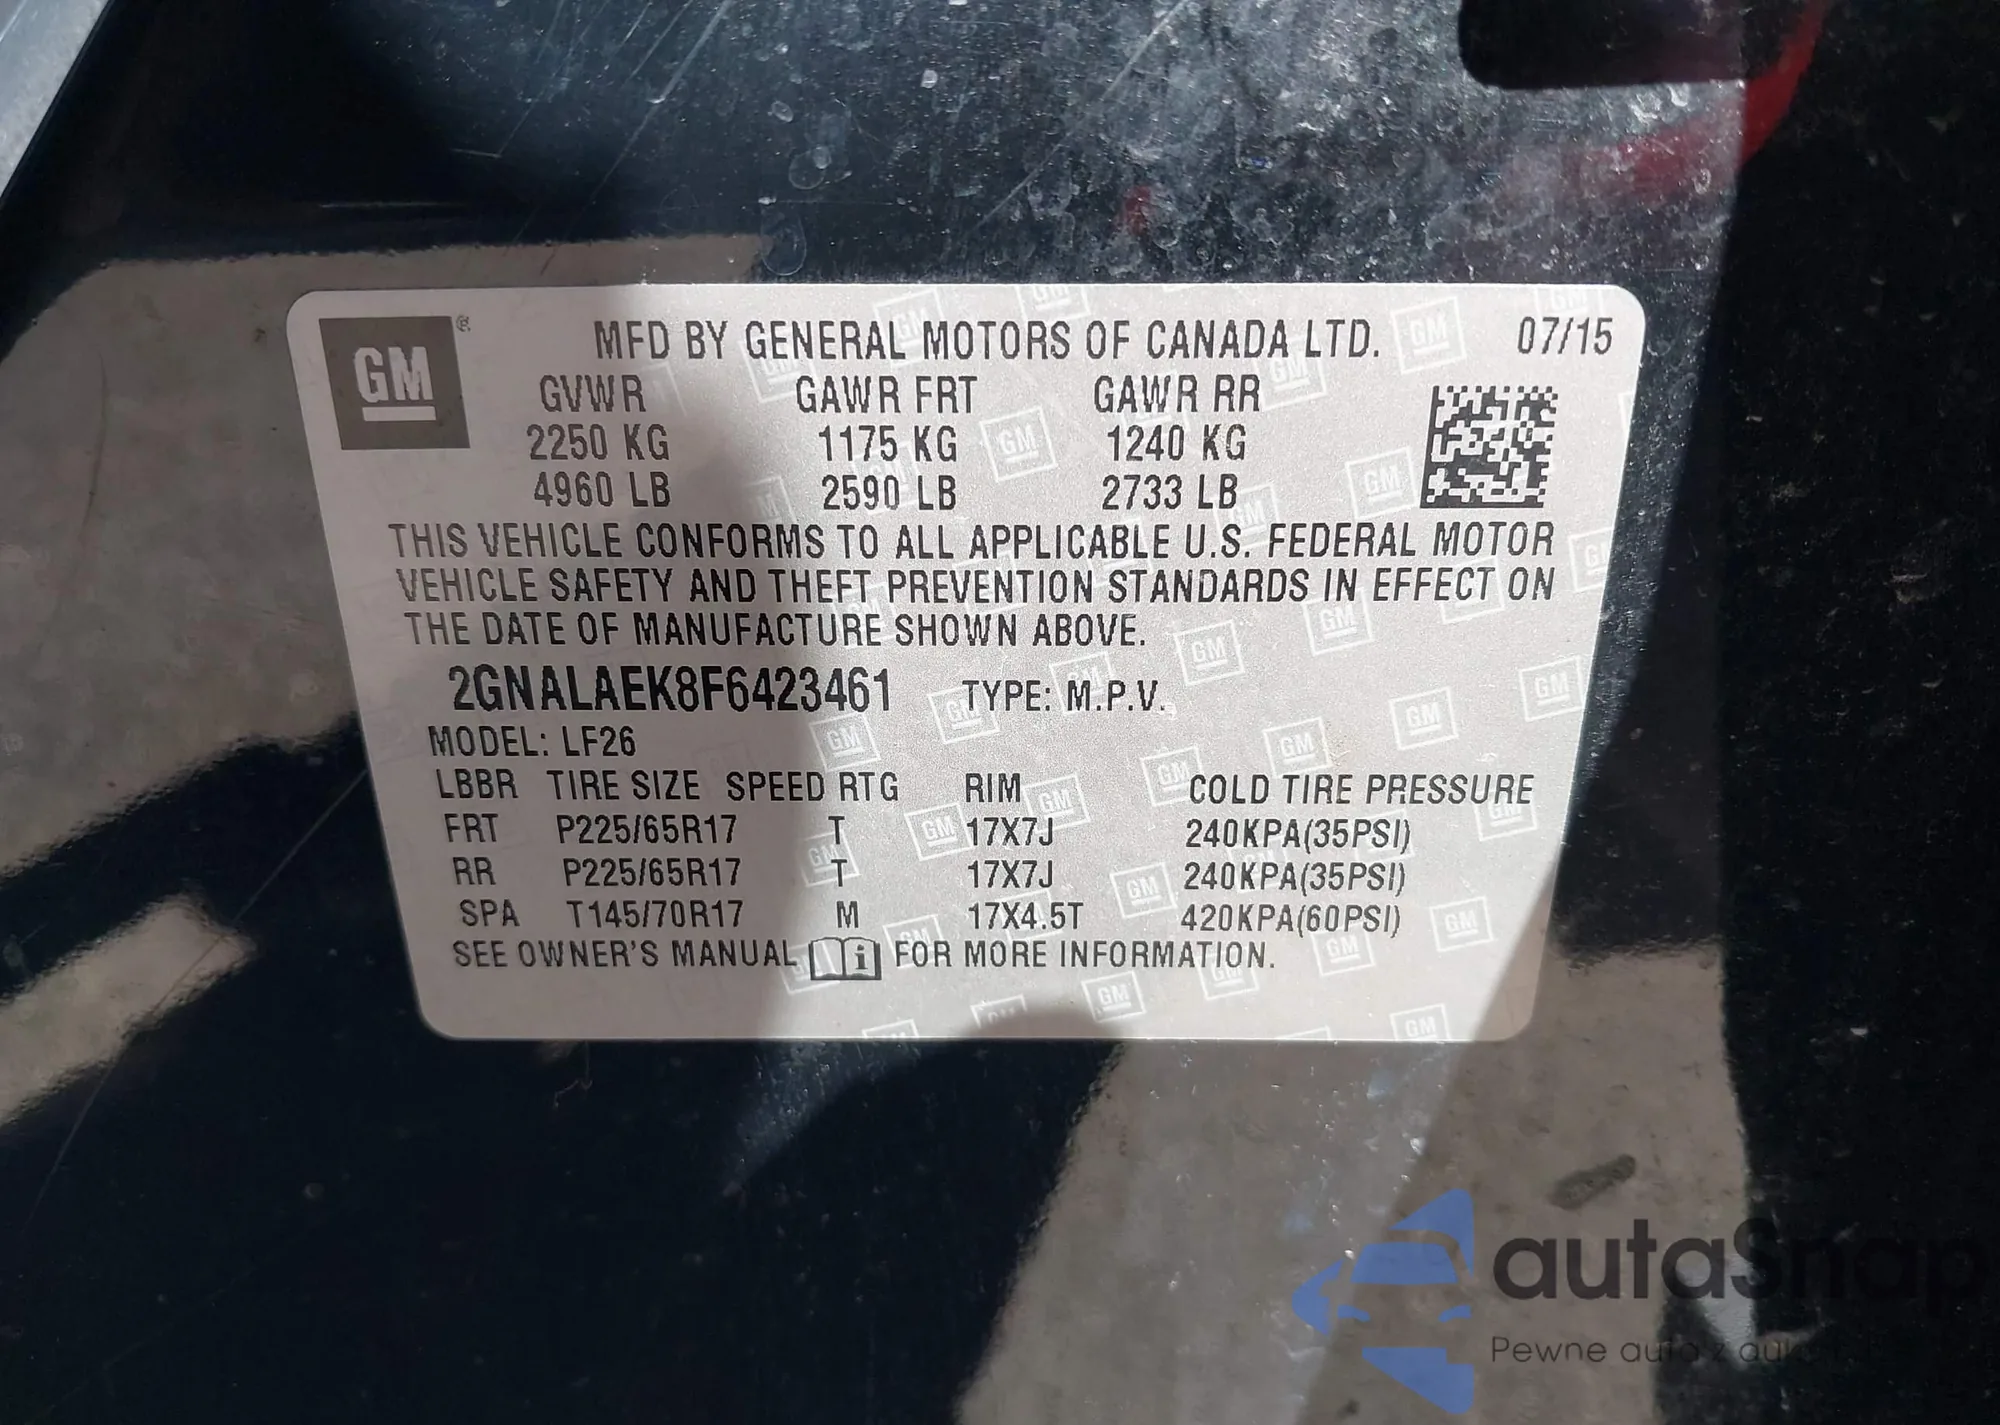 GM®
MFD BY GENERAL MOTORS OF CANADA LTD. 07/15
GVWR GAWR FRT GAWR RR
2250 KG 1175 KG 1240 KG
4960 LB 2590 LB 2733 LB
THIS VEHICLE CONFORMS TO ALL APPLICABLE U.S. FEDERAL MOTOR
VEHICLE SAFETY AND THEFT PREVENTION STANDARDS IN EFFECT ON
THE DATE OF MANUFACTURE SHOWN ABOVE.
2GNALAEK8F6423461 TYPE: M.P.V.
MODEL: LF26
LBBR TIRE SIZE SPEED RTG RIM COLD TIRE PRESSURE
FRT P225/65R17 T 17X7J 240KPA(35PSI)
RR P225/65R17 T 17X7J 240KPA(35PSI)
SPA T145/70R17 M 17X4.5T 420KPA(60PSI)
SEE OWNER'S MANUAL i FOR MORE INFORMATION.
autaSnap
Pewne auta z